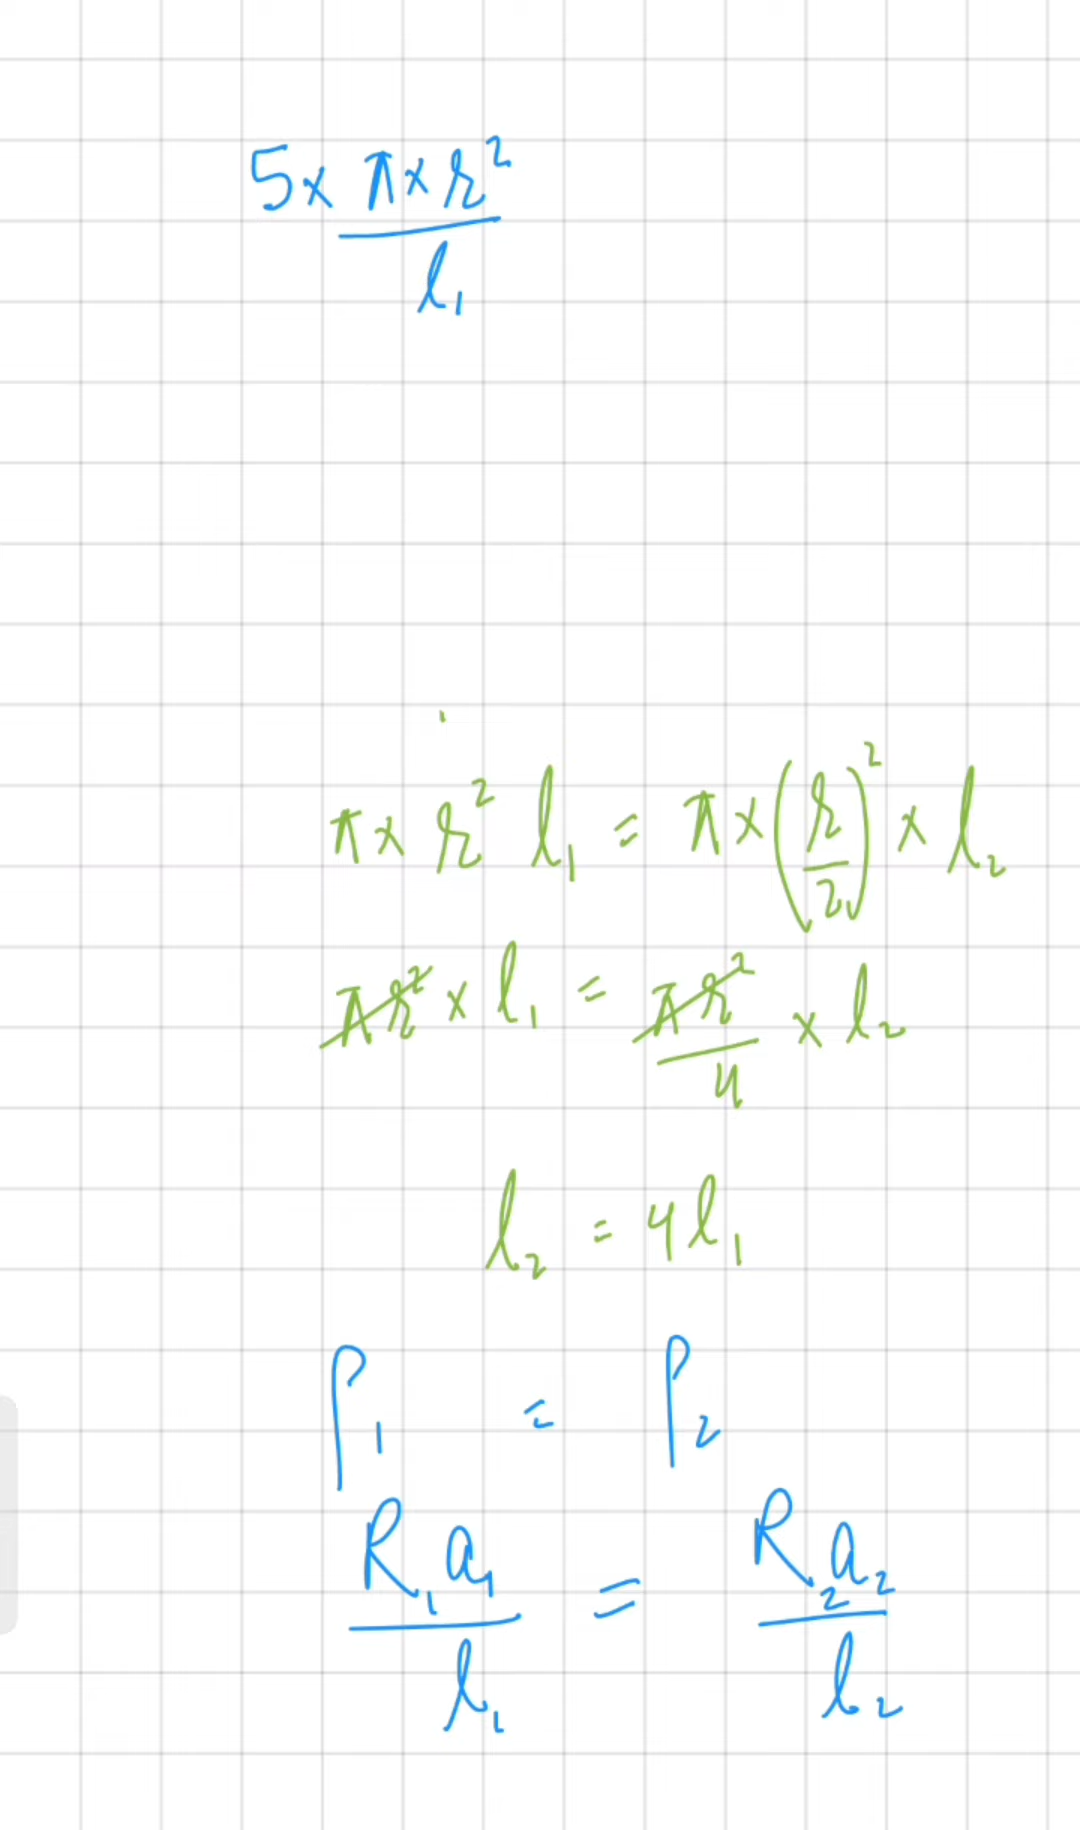 5 × π × r²
l₁
π × r² l₁ = π × (r/2)² × l₂
πr² × l₁ = πr²/4 × l₂
l₂ = 4l₁
ρ₁ = ρ₂
R₁a₁/l₁ = R₂a₂/l₂